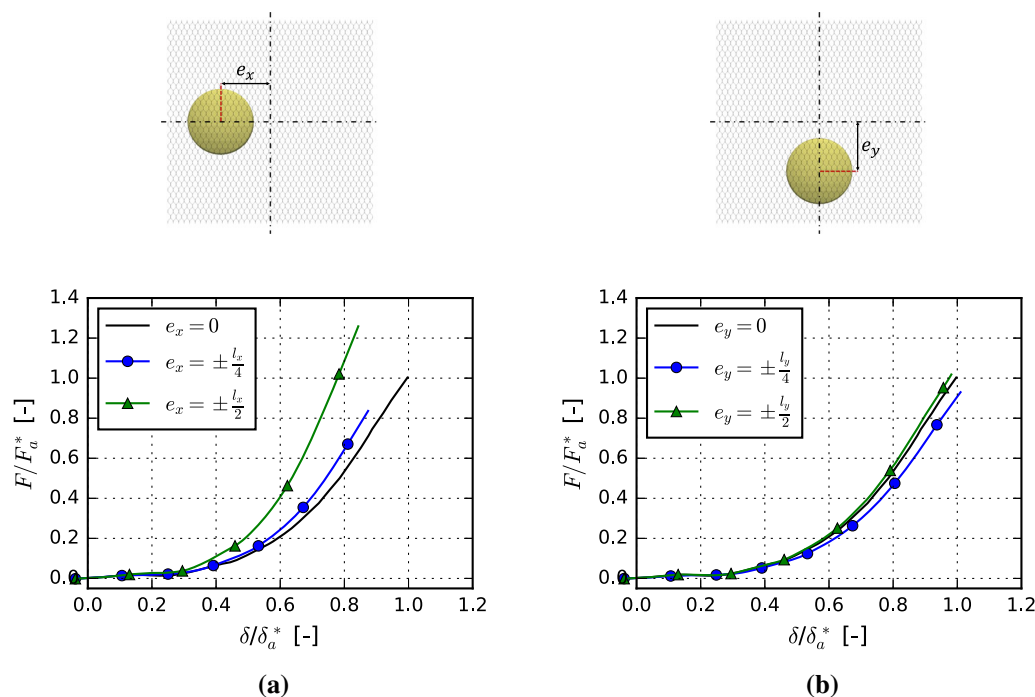 e_x
e_y
1.4
1.2
1.0
0.8
0.6
0.4
0.2
0
0.0 0.2 0.4 0.6 0.8 1.0 1.2
F/F_a^* [-]
δ/δ_a^* [-]
e_x = 0
e_x = ± l_x/4
e_x = ± l_x/2
(a)
1.4
1.2
1.0
0.8
0.6
0.4
0.2
0
0.0 0.2 0.4 0.6 0.8 1.0 1.2
F/F_a^* [-]
δ/δ_a^* [-]
e_y = 0
e_y = ± l_y/4
e_y = ± l_y/2
(b)